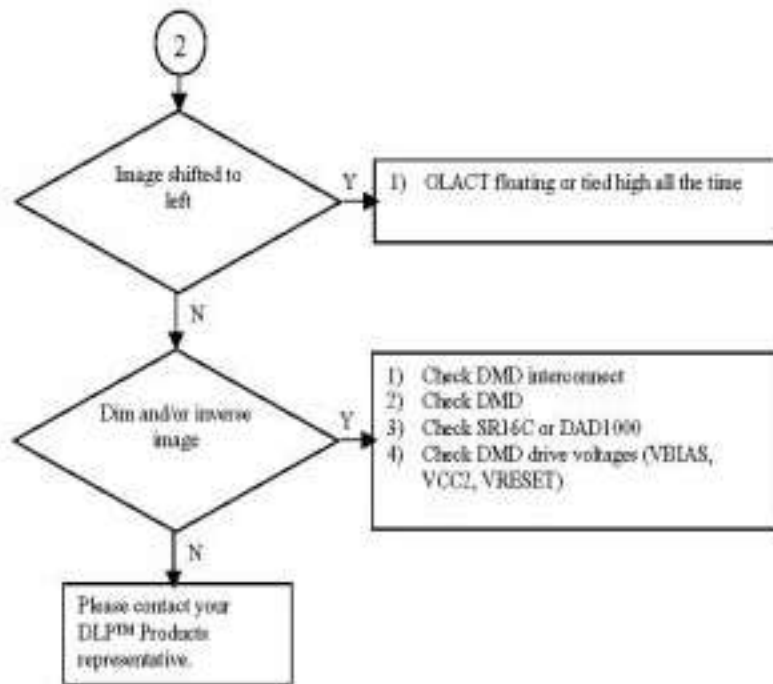 2
Image shifted to
left
Y
1) OLACT floating or tied high all the time
N
Dim and/or inverse
image
Y
1) Check DMD interconnect
2) Check DMD
3) Check SR16C or DAD1000
4) Check DMD drive voltages (VBIAS,
VCC2, VRESET)
N
Please contact your
DLP™ Products
representative.